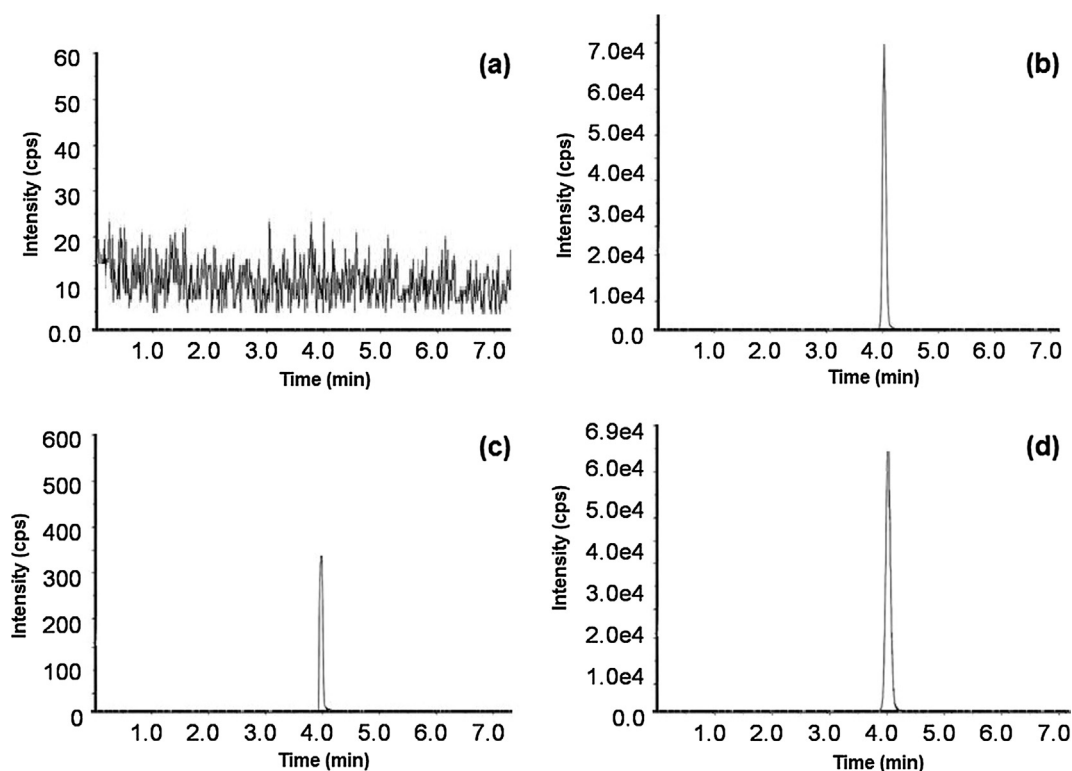 (a)
Intensity (cps)
60
50
40
30
20
10
0.0
1.0 2.0 3.0 4.0 5.0 6.0 7.0
Time (min)
(b)
Intensity (cps)
7.0e4
6.0e4
5.0e4
4.0e4
3.0e4
2.0e4
1.0e4
0.0
1.0 2.0 3.0 4.0 5.0 6.0 7.0
Time (min)
(c)
Intensity (cps)
600
500
400
300
200
100
0
1.0 2.0 3.0 4.0 5.0 6.0 7.0
Time (min)
(d)
Intensity (cps)
6.9e4
6.0e4
5.0e4
4.0e4
3.0e4
2.0e4
1.0e4
0.0
1.0 2.0 3.0 4.0 5.0 6.0 7.0
Time (min)